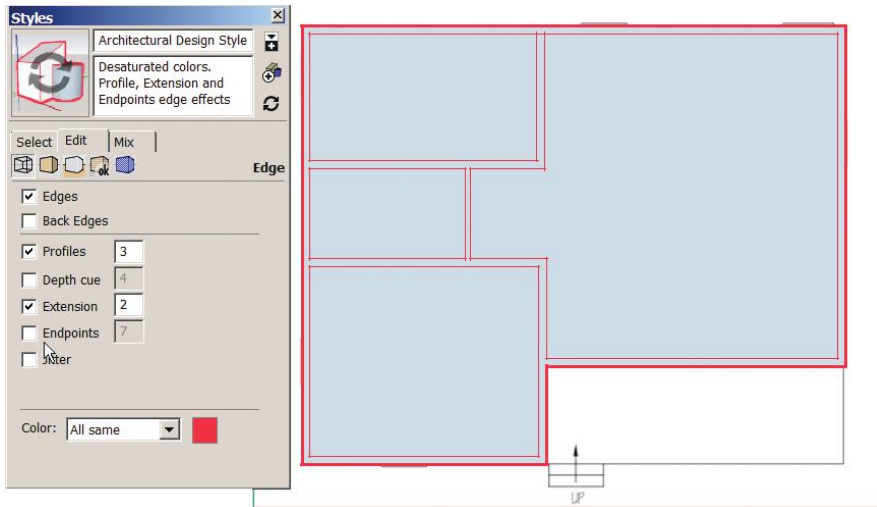 Styles
Architectural Design Style
Desaturated colors.
Profile, Extension and
Endpoints edge effects
Select Edit Mix
ok
Edge
Edges
Back Edges
Profiles 3
Depth cue 4
Extension 2
Endpoints 7
Color: All same
UP